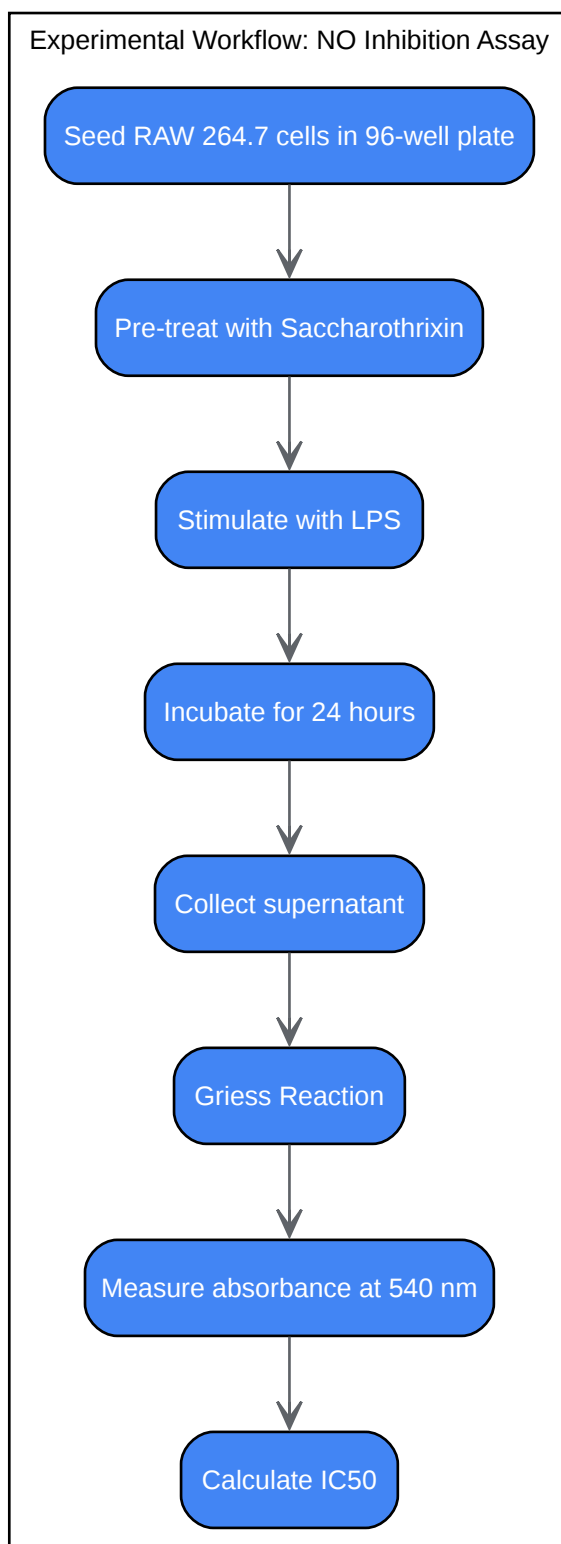 Experimental Workflow: NO Inhibition Assay
Seed RAW 264.7 cells in 96-well plate
Pre-treat with Saccharothrixin
Stimulate with LPS
Incubate for 24 hours
Collect supernatant
Griess Reaction
Measure absorbance at 540 nm
Calculate IC50